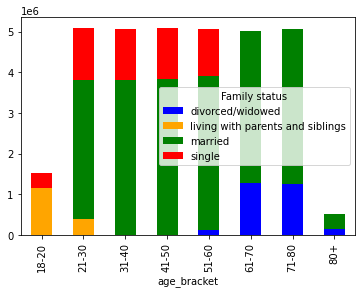 1e6
5
4
3
2
1
0
Family status
divorced/widowed
living with parents and siblings
married
single
18-20
21-30
31-40
41-50
51-60
61-70
71-80
80+
age_bracket